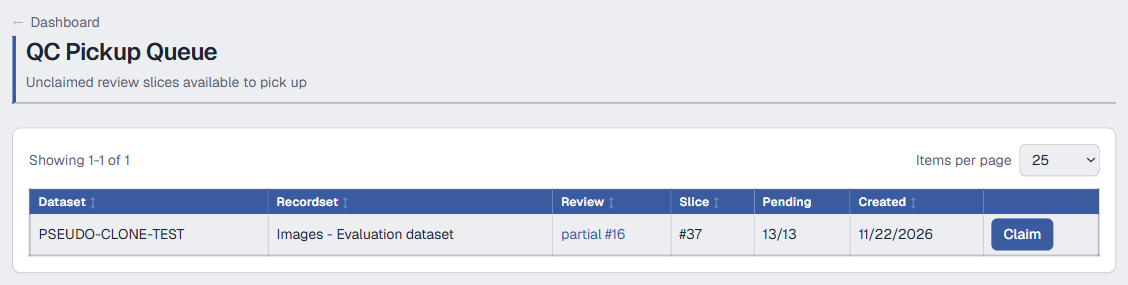 ← Dashboard
QC Pickup Queue
Unclaimed review slices available to pick up
Showing 1-1 of 1
Items per page 25
Dataset ↕ Recordset ↕ Review ↕ Slice ↕ Pending Created ↕
PSEUDO-CLONE-TEST Images - Evaluation dataset partial #16 #37 13/13 11/22/2026 Claim